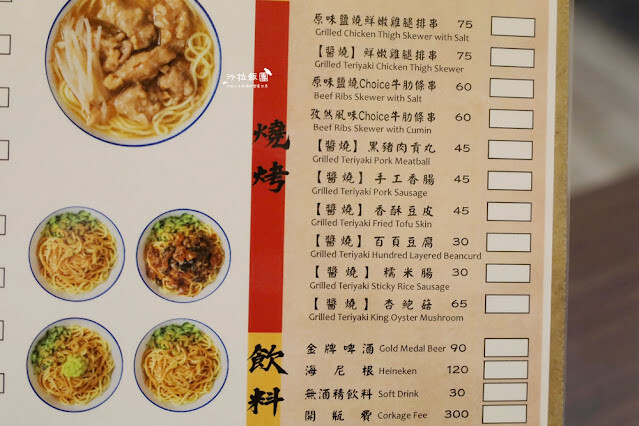 沙拉飯圈
燒烤
原味鹽燒鮮嫩雞腿排串 75
Grilled Chicken Thigh Skewer with Salt
【醬燒】鮮嫩雞腿排串 75
Grilled Teriyaki Chicken Thigh Skewer
原味鹽燒Choice牛肋條串 60
Beef Ribs Skewer with Salt
孜然風味Choice牛肋條串 60
Beef Ribs Skewer with Cumin
【醬燒】黑豬肉貢丸 45
Grilled Teriyaki Pork Meatball
【醬燒】手工香腸 45
Grilled Teriyaki Pork Sausage
【醬燒】香酥豆皮 45
Grilled Teriyaki Fried Tofu Skin
【醬燒】百頁豆腐 30
Grilled Teriyaki Hundred Layered Beancurd
【醬燒】糯米腸 30
Grilled Teriyaki Sticky Rice Sausage
【醬燒】杏鮑菇 65
Grilled Teriyaki King Oyster Mushroom
飲料
金牌啤酒 Gold Medal Beer 90
海尼根 Heineken 120
無酒精飲料 Soft Drink 30
開瓶費 Corkage Fee 300